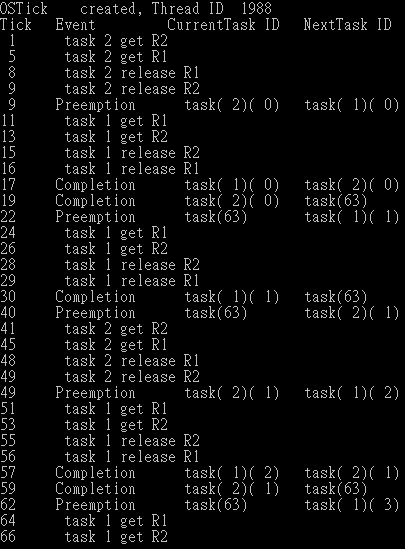 OSTick    created, Thread ID  1988
Tick   Event         CurrentTask ID   NextTask ID
 1      task 2 get R2
 5      task 2 get R1
 8      task 2 release R1
 9      task 2 release R2
 9     Preemption      task( 2)( 0)   task( 1)( 0)
11      task 1 get R1
13      task 1 get R2
15      task 1 release R2
16      task 1 release R1
17     Completion      task( 1)( 0)   task( 2)( 0)
19     Completion      task( 2)( 0)   task(63)
22     Preemption      task(63)       task( 1)( 1)
24      task 1 get R1
26      task 1 get R2
28      task 1 release R2
29      task 1 release R1
30     Completion      task( 1)( 1)   task(63)
40     Preemption      task(63)       task( 2)( 1)
41      task 2 get R2
45      task 2 get R1
48      task 2 release R1
49      task 2 release R2
49     Preemption      task( 2)( 1)   task( 1)( 2)
51      task 1 get R1
53      task 1 get R2
55      task 1 release R2
56      task 1 release R1
57     Completion      task( 1)( 2)   task( 2)( 1)
59     Completion      task( 2)( 1)   task(63)
62     Preemption      task(63)       task( 1)( 3)
64      task 1 get R1
66      task 1 get R2